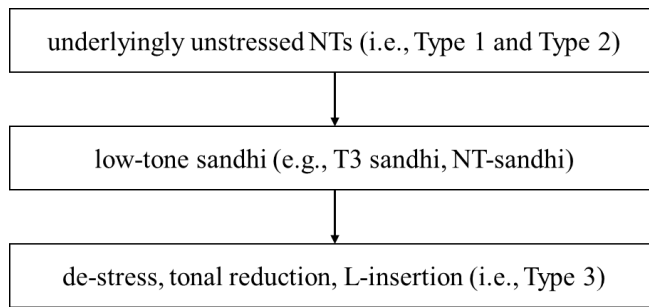 underlyingly unstressed NTs (i.e., Type 1 and Type 2)
low-tone sandhi (e.g., T3 sandhi, NT-sandhi)
de-stress, tonal reduction, L-insertion (i.e., Type 3)